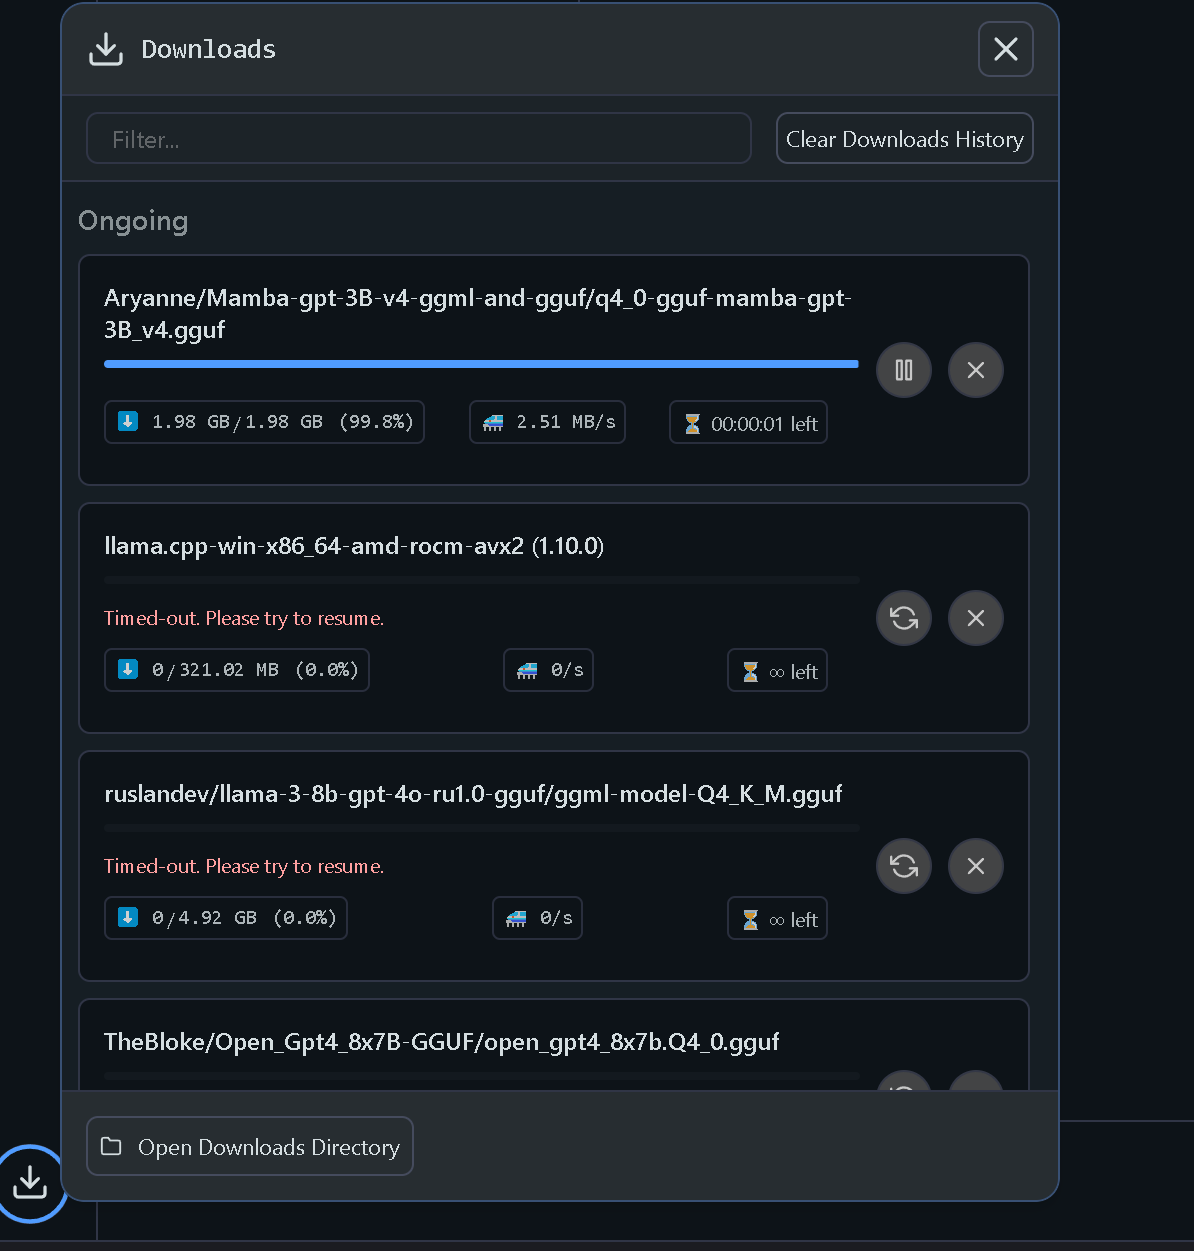 Downloads
Filter...
Clear Downloads History
Ongoing
Aryanne/Mamba-gpt-3B-v4-ggml-and-gguf/q4_0-gguf-mamba-gpt-
3B_v4.gguf
1.98 GB/1.98 GB (99.8%)
2.51 MB/s
00:00:01 left
llama.cpp-win-x86_64-amd-rocm-avx2 (1.10.0)
Timed-out. Please try to resume.
0/321.02 MB (0.0%)
0/s
∞ left
ruslandev/llama-3-8b-gpt-4o-ru1.0-gguf/ggml-model-Q4_K_M.gguf
Timed-out. Please try to resume.
0/4.92 GB (0.0%)
0/s
∞ left
TheBloke/Open_Gpt4_8x7B-GGUF/open_gpt4_8x7b.Q4_0.gguf
Open Downloads Directory